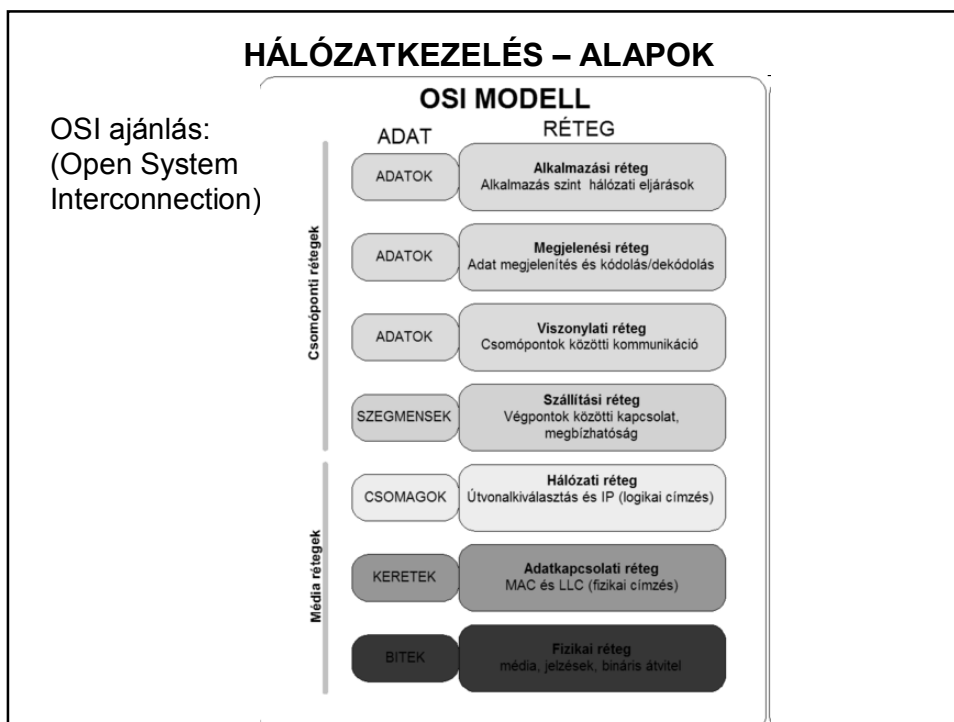 HÁLÓZATKEZELÉS – ALAPOK
OSI ajánlás:
(Open System
Interconnection)
OSI MODELL
ADAT
RÉTEG
Csomóponti rétegek
ADATOK
Alkalmazási réteg
Alkalmazás szint hálózati eljárások
ADATOK
Megjelenési réteg
Adat megjelenítés és kódolás/dekódolás
ADATOK
Viszonylati réteg
Csomópontok közötti kommunikáció
SZEGMENSEK
Szállítási réteg
Végpontok közötti kapcsolat,
megbízhatóság
Média rétegek
CSOMAGOK
Hálózati réteg
Útvonalkiválasztás és IP (logikai címzés)
KERETEK
Adatkapcsolati réteg
MAC és LLC (fizikai címzés)
BITEK
Fizikai réteg
média, jelzések, bináris átvitel